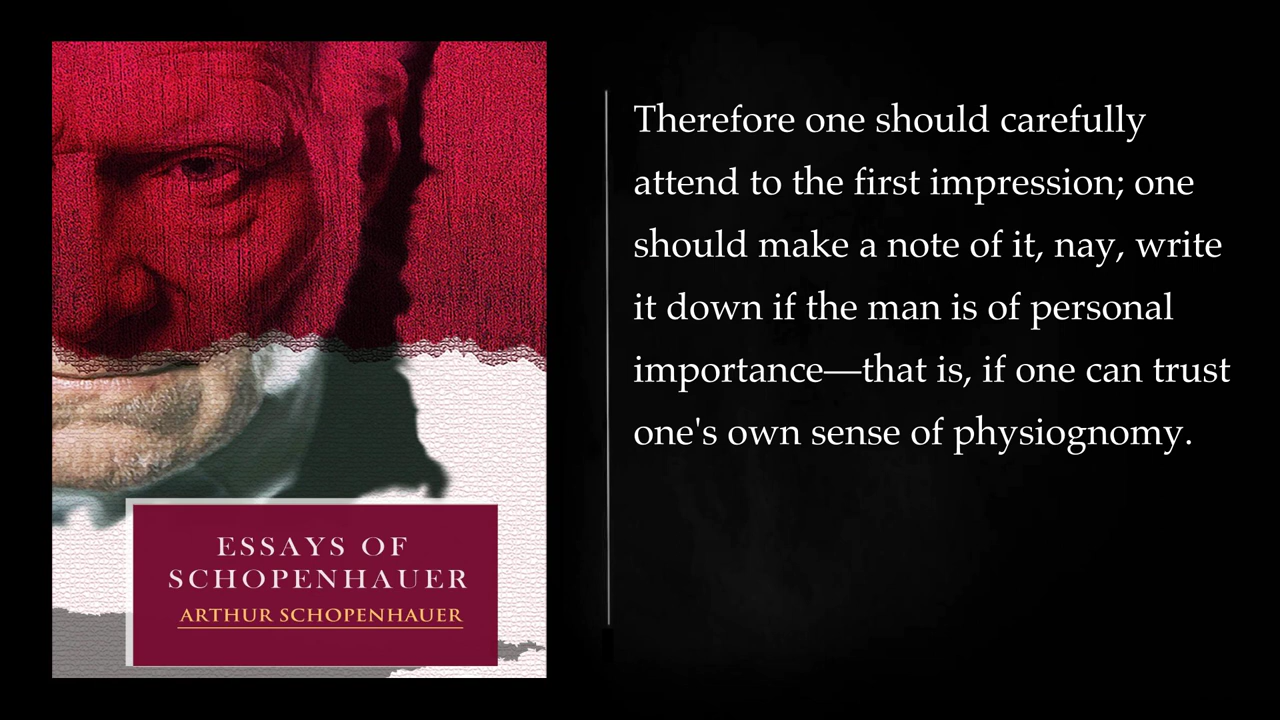 ESSAYS OF
SCHOPENHAUER
ARTHUR SCHOPENHAUER
Therefore one should carefully
attend to the first impression; one
should make a note of it, nay, write
it down if the man is of personal
importance—that is, if one can trust
one's own sense of physiognomy.